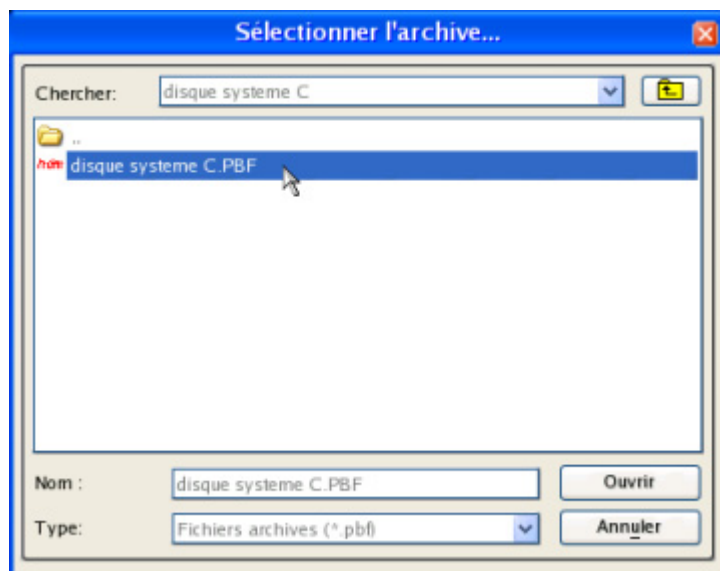 Sélectionner l'archive...
Chercher: disque systeme C
..
disque systeme C.PBF
Nom : disque systeme C.PBF Ouvrir
Type: Fichiers archives (*.pbf) Annuler